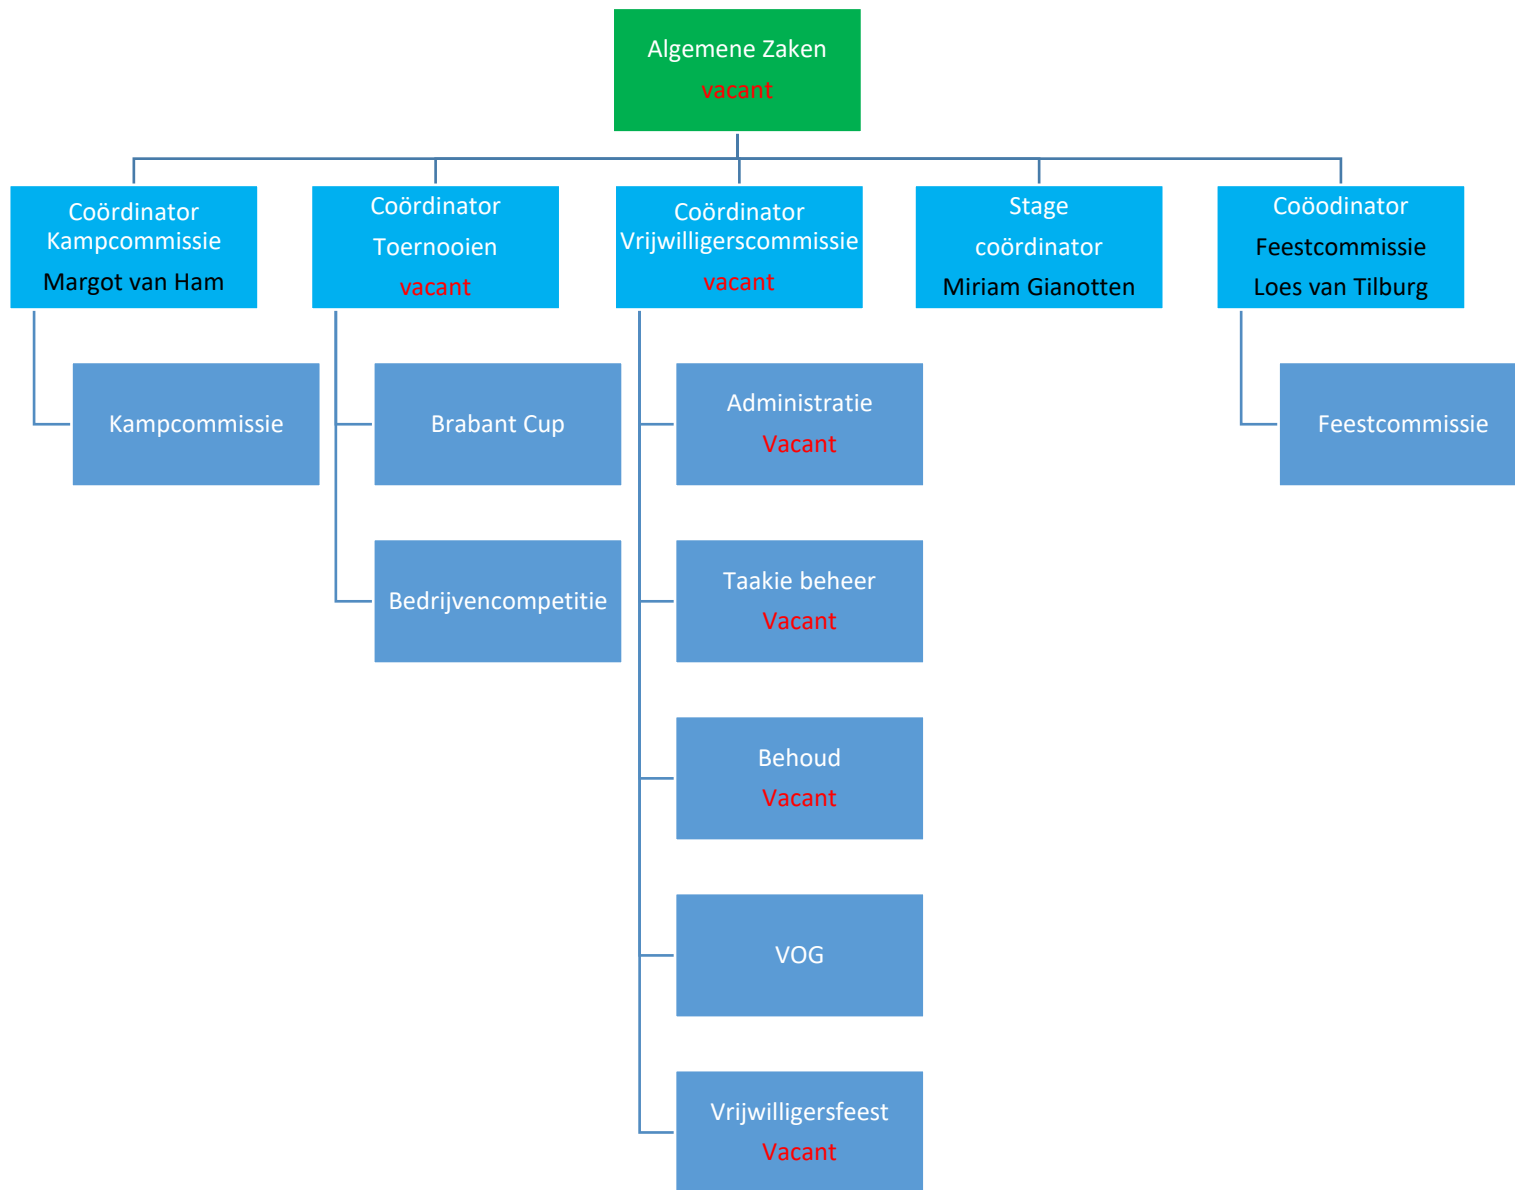 Algemene Zaken
vacant
Coördinator
Kampcommissie
Margot van Ham
Coördinator
Toernooien
vacant
Coördinator
Vrijwilligerscommissie
vacant
Stage
coördinator
Miriam Gianotten
Coöodinator
Feestcommissie
Loes van Tilburg
Kampcommissie
Brabant Cup
Administratie
Vacant
Feestcommissie
Bedrijvencompetitie
Taakie beheer
Vacant
Behoud
Vacant
VOG
Vrijwilligersfeest
Vacant